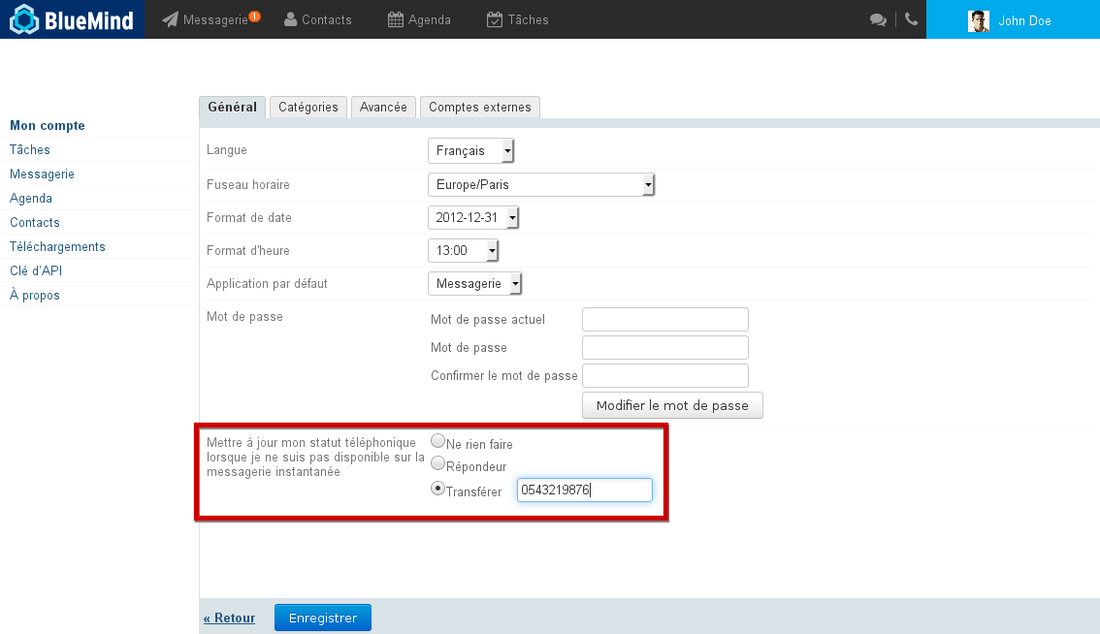 BlueMind Messagerie 1 Contacts Agenda Tâches John Doe
Général Catégories Avancée Comptes externes
Mon compte
Tâches
Messagerie
Agenda
Contacts
Téléchargements
Clé d'API
À propos
Langue Français
Fuseau horaire Europe/Paris
Format de date 2012-12-31
Format d'heure 13:00
Application par défaut Messagerie
Mot de passe Mot de passe actuel
Mot de passe
Confirmer le mot de passe
Modifier le mot de passe
Mettre à jour mon statut téléphonique
lorsque je ne suis pas disponible sur la
messagerie instantanée
Ne rien faire
Répondeur
Transférer 0543219876
« Retour Enregistrer